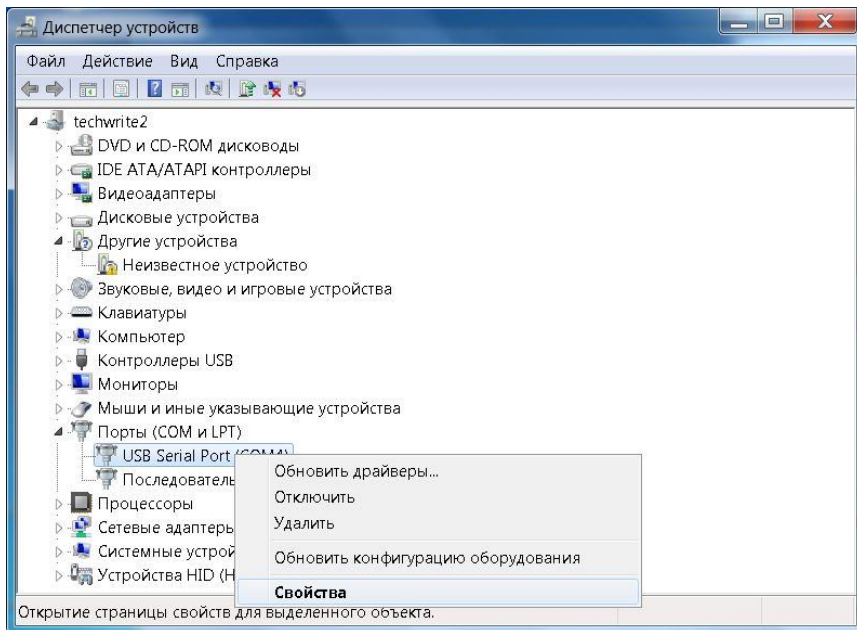 Диспетчер устройств
Файл Действие Вид Справка
techwrite2
DVD и CD-ROM дисководы
IDE ATA/ATAPI контроллеры
Видеоадаптеры
Дисковые устройства
Другие устройства
Неизвестное устройство
Звуковые, видео и игровые устройства
Клавиатуры
Компьютер
Контроллеры USB
Мониторы
Мыши и иные указывающие устройства
Порты (COM и LPT)
USB Serial Port (COM4)
Обновить драйверы...
Последователь
Отключить
Процессоры
Удалить
Сетевые адаптеры
Системные устрой
Обновить конфигурацию оборудования
Устройства HID (H
Свойства
Открытие страницы свойств для выделенного объекта.